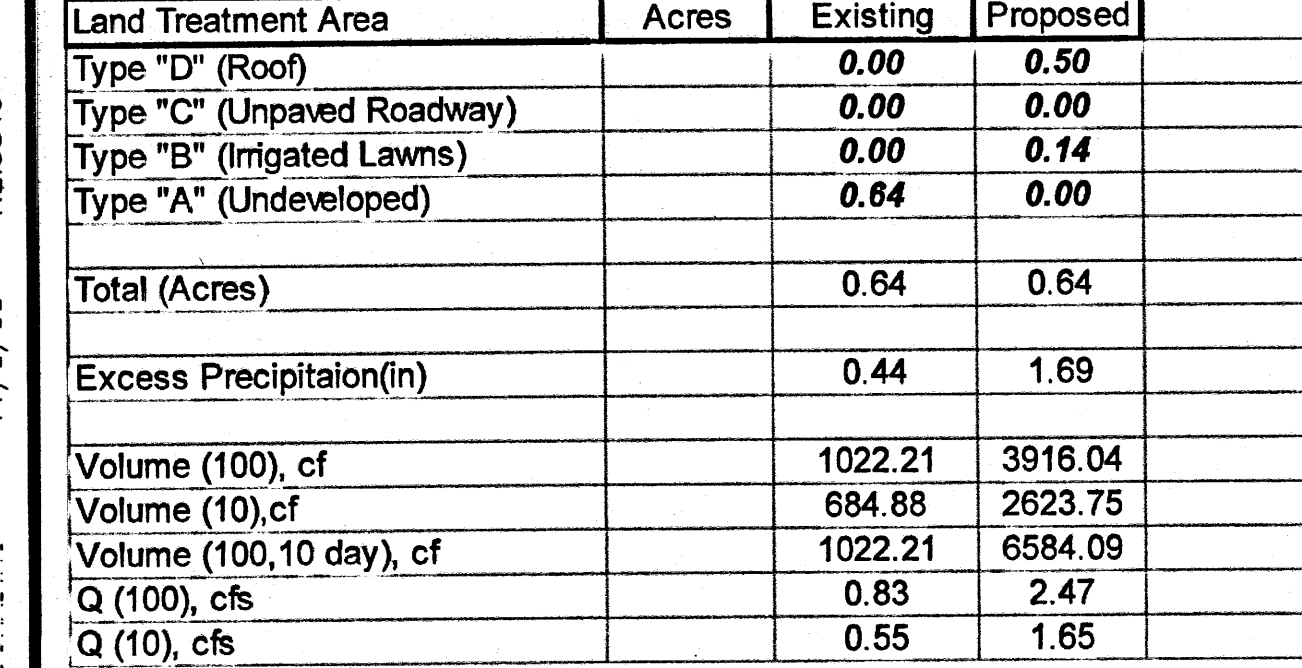 Land Treatment Area Acres Existing Proposed
Type "D" (Roof) 0.00 0.50
Type "C" (Unpaved Roadway) 0.00 0.00
Type "B" (Irrigated Lawns) 0.00 0.14
Type "A" (Undeveloped) 0.64 0.00
Total (Acres) 0.64 0.64
Excess Precipitaion(in) 0.44 1.69
Volume (100), cf 1022.21 3916.04
Volume (10),cf 684.88 2623.75
Volume (100,10 day), cf 1022.21 6584.09
Q (100), cfs 0.83 2.47
Q (10), cfs 0.55 1.65